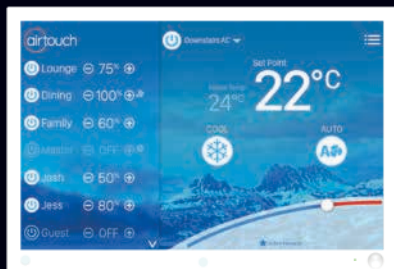 airtouch
Downstairs AC
Lounge 75%
Dining 100%
Family 60%
Master OFF
Josh 50%
Jess 80%
Guest OFF
Set Point
22°C
24°C
COOL
AUTO
A